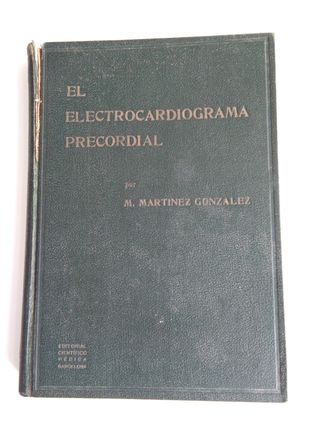 EL
ELECTROCARDIOGRAMA
PRECORDIAL
por
M. MARTINEZ GONZALEZ
EDITORIAL
CIENTÍFICO
MÉDICA
BARCELONA